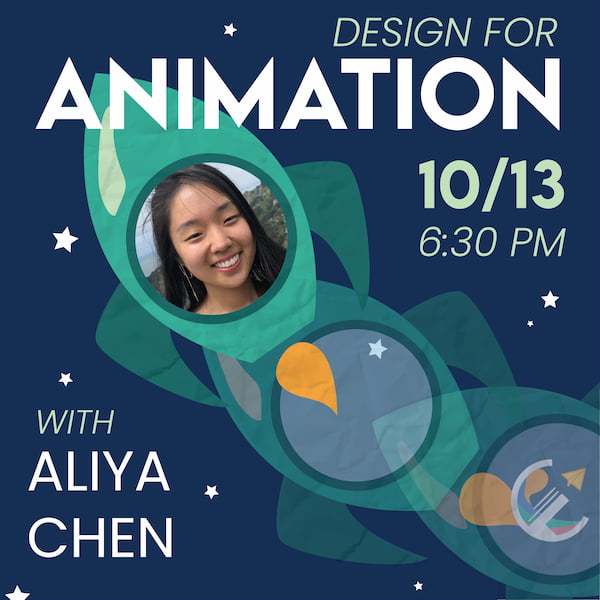 DESIGN FOR
ANIMATION
10/13
6:30 PM
WITH
ALIYA
CHEN